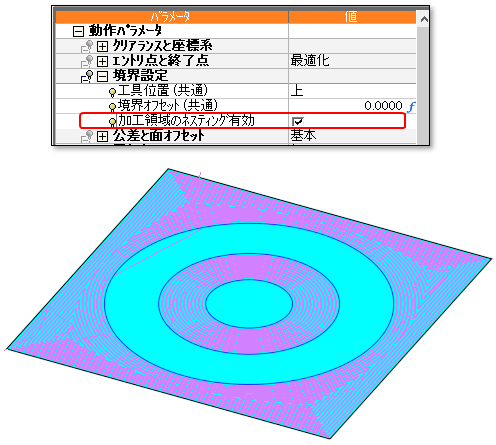 パラメータ 値
動作パラメータ
クリアランスと座標系
エントリ点と終了点 最適化
境界設定
工具位置(共通) 上
境界オフセット(共通) 0.0000 f
加工領域のネスティング有効
公差と面オフセット 基本